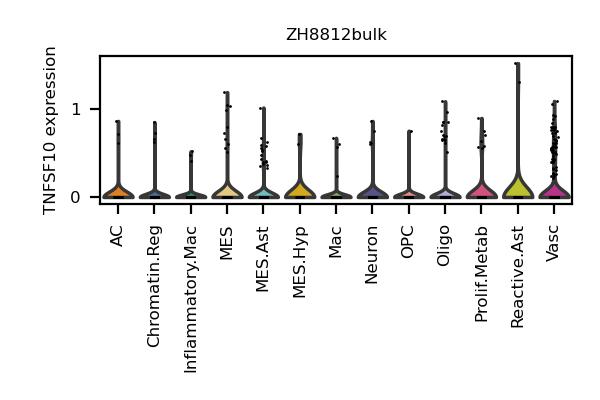 ZH8812bulk
TNFSF10 expression
1
0
AC
Chromatin.Reg
Inflammatory.Mac
MES
MES.Ast
MES.Hyp
Mac
Neuron
OPC
Oligo
Prolif.Metab
Reactive.Ast
Vasc